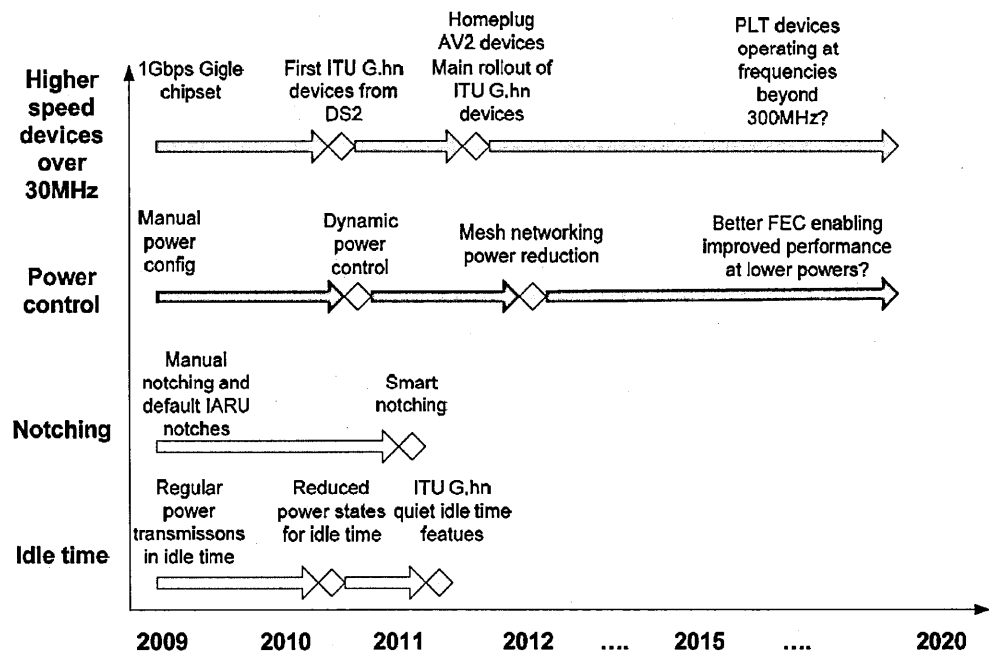 Higher
speed
devices
over
30MHz
1Gbps Gigle
chipset
First ITU G.hn
devices from
DS2
Homeplug
AV2 devices
Main rollout of
ITU G.hn
devices
PLT devices
operating at
frequencies
beyond
300MHz?
Power
control
Manual
power
config
Dynamic
power
control
Mesh networking
power reduction
Better FEC enabling
improved performance
at lower powers?
Notching
Manual
notching and
default IARU
notches
Smart
notching
Idle time
Regular
power
transmissons
in idle time
Reduced
power states
for idle time
ITU G.hn
quiet idle time
featues
2009 2010 2011 2012 .... 2015 .... 2020